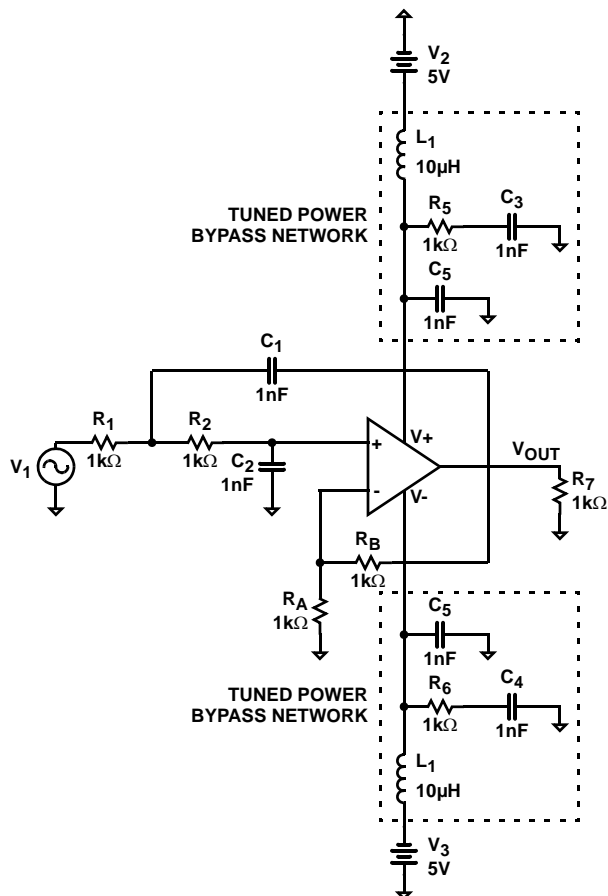 V2
5V
L1
10µH
TUNED POWER
BYPASS NETWORK
R5
1kΩ
C3
1nF
C5
1nF
C1
1nF
R1
1kΩ
R2
1kΩ
C2
1nF
V1
+
-
V+
V-
VOUT
R7
1kΩ
RB
1kΩ
RA
1kΩ
C5
1nF
TUNED POWER
BYPASS NETWORK
R6
1kΩ
C4
1nF
L1
10µH
V3
5V